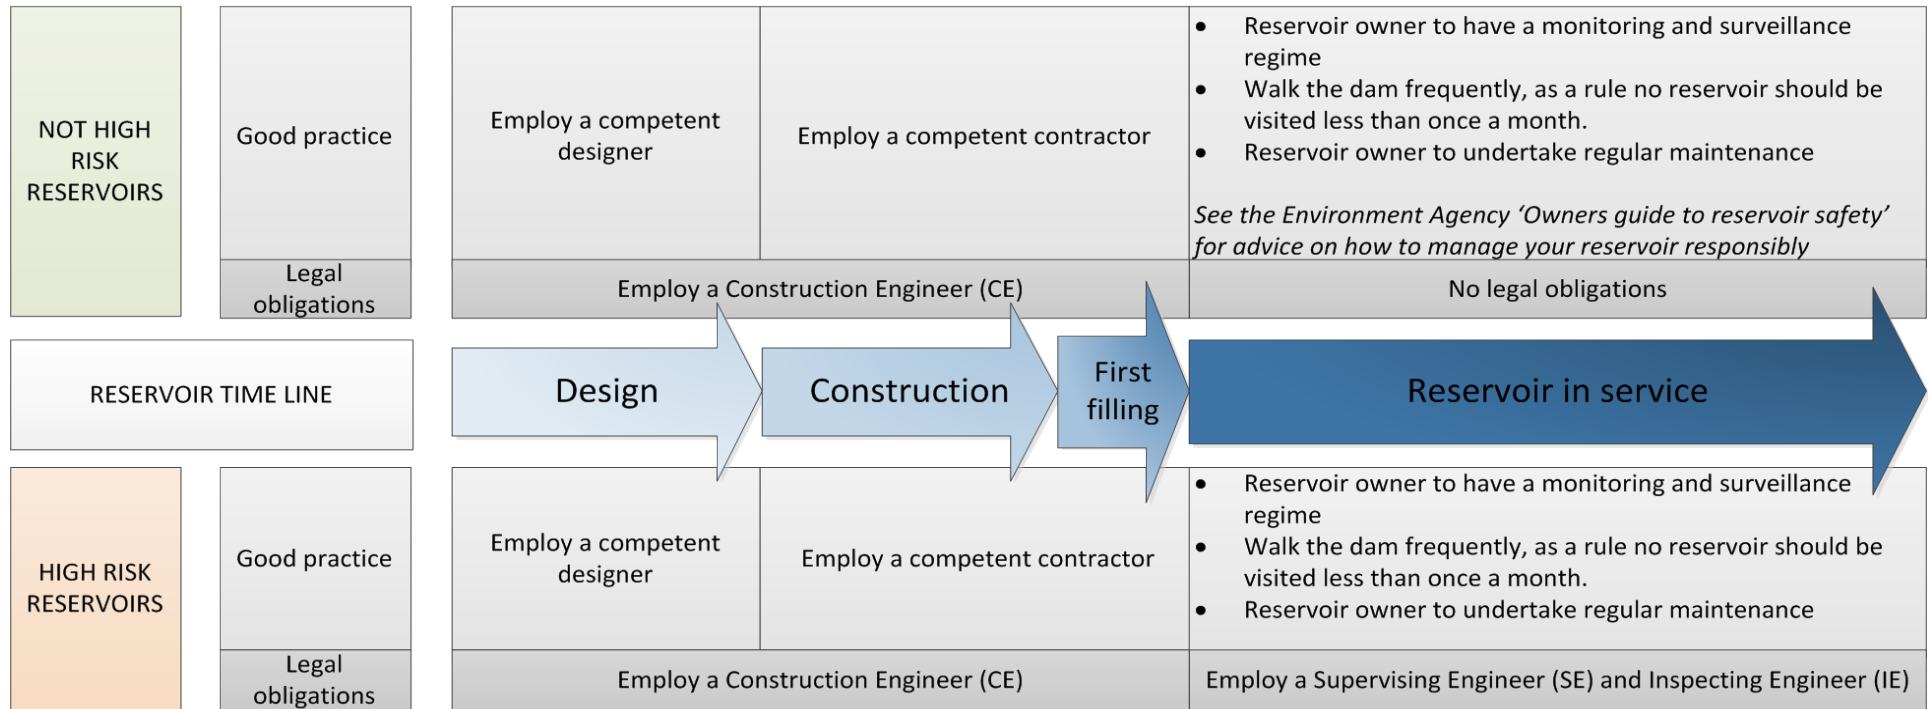 NOT HIGH
RISK
RESERVOIRS
Good practice
Employ a competent
designer
Employ a competent contractor
• Reservoir owner to have a monitoring and surveillance
regime
• Walk the dam frequently, as a rule no reservoir should be
visited less than once a month.
• Reservoir owner to undertake regular maintenance
See the Environment Agency ‘Owners guide to reservoir safety’
for advice on how to manage your reservoir responsibly
Legal
obligations
Employ a Construction Engineer (CE)
No legal obligations
RESERVOIR TIME LINE
Design
Construction
First
filling
Reservoir in service
HIGH RISK
RESERVOIRS
Good practice
Employ a competent
designer
Employ a competent contractor
• Reservoir owner to have a monitoring and surveillance
regime
• Walk the dam frequently, as a rule no reservoir should be
visited less than once a month.
• Reservoir owner to undertake regular maintenance
Legal
obligations
Employ a Construction Engineer (CE)
Employ a Supervising Engineer (SE) and Inspecting Engineer (IE)